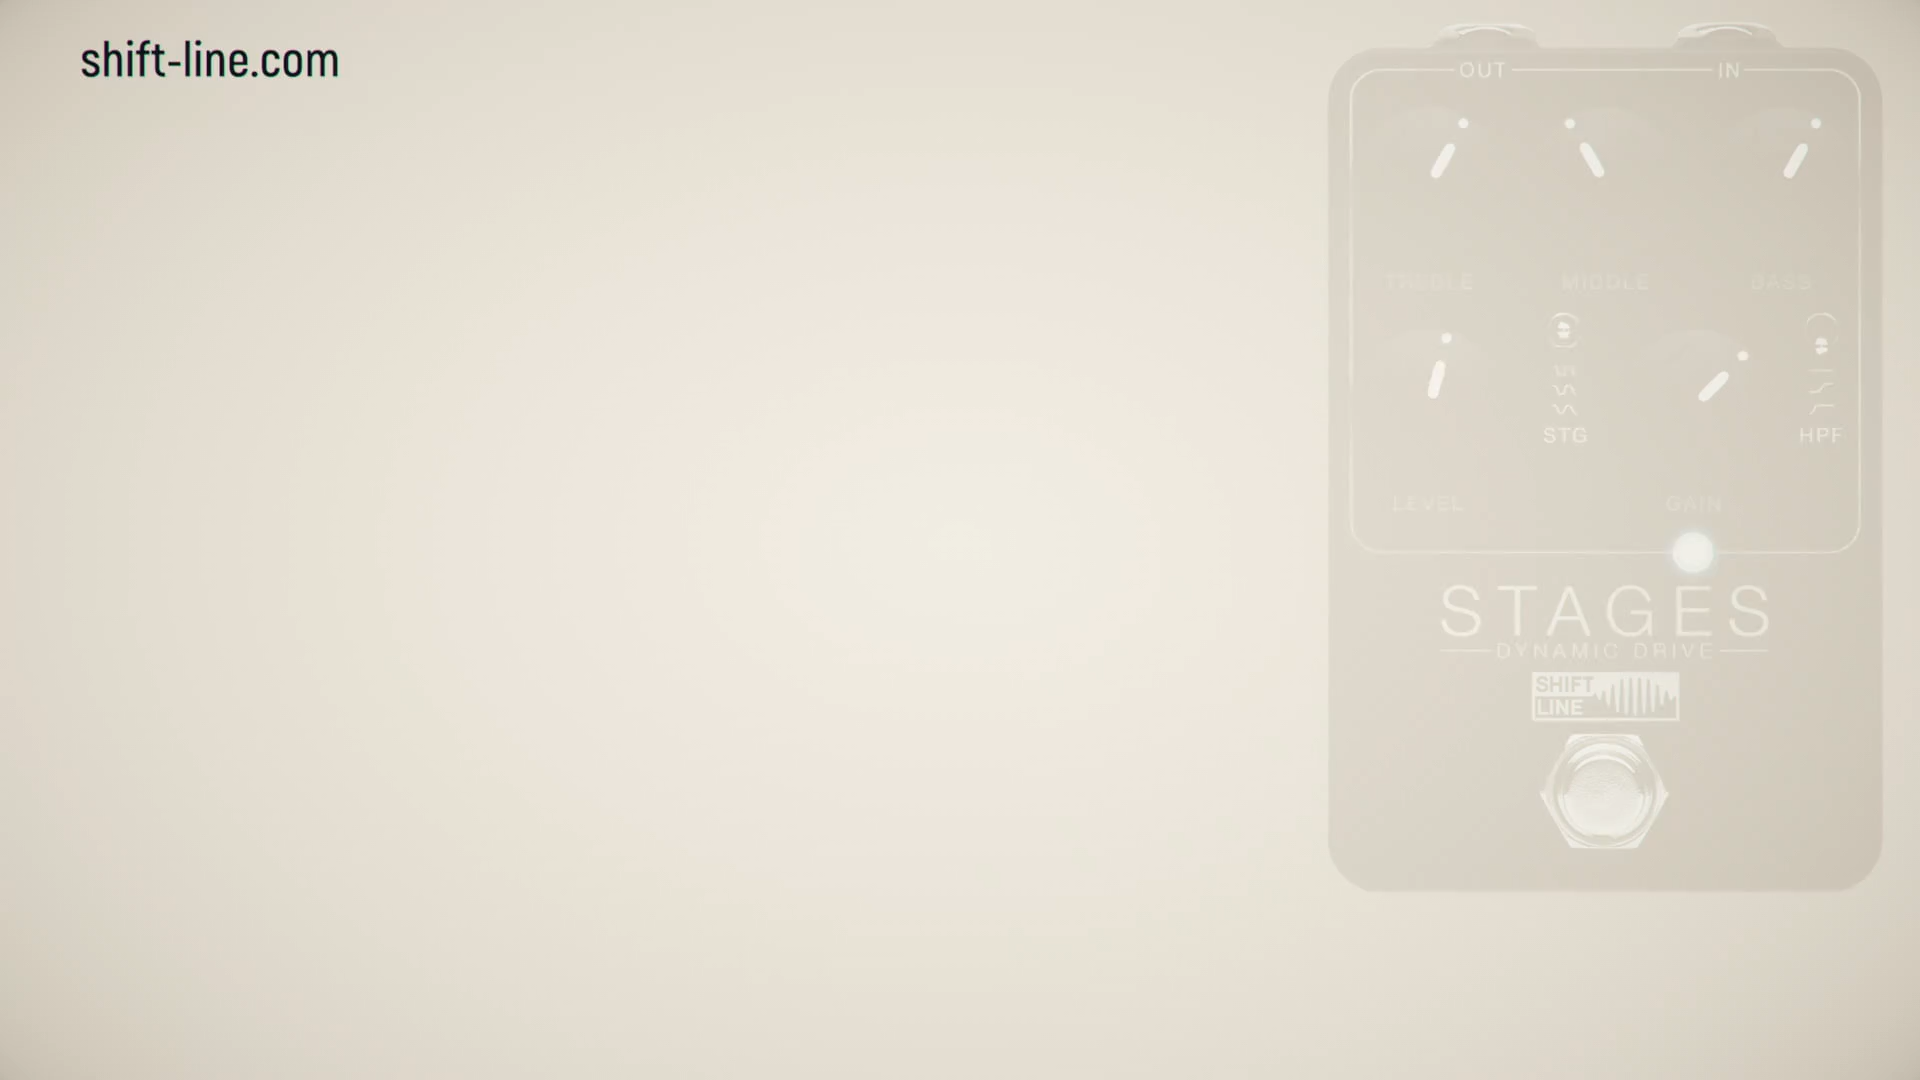 shift-line.com
OUT IN
TREBLE MIDDLE BASS
STG HPF
LEVEL GAIN
STAGES
DYNAMIC DRIVE
SHIFT
LINE